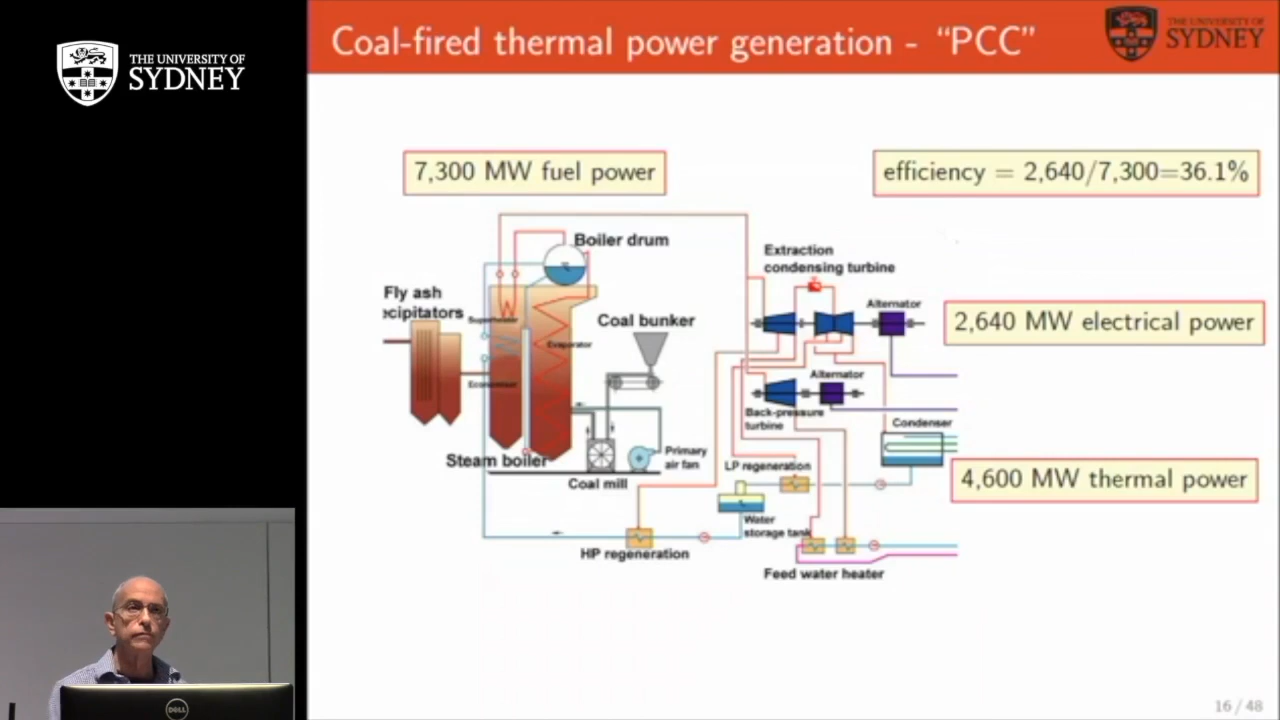 THE UNIVERSITY OF
SYDNEY
Coal-fired thermal power generation - “PCC”
THE UNIVERSITY OF
SYDNEY
7,300 MW fuel power
efficiency = 2,640/7,300=36.1%
Boiler drum
Extraction
condensing turbine
Fly ash
cipitators
Superheater
Coal bunker
Alternator
2,640 MW electrical power
Evaporator
Economiser
Alternator
Back-pressure
turbine
Condenser
Steam boiler
Primary
air fan
LP regeneration
4,600 MW thermal power
Coal mill
Water
storage tank
HP regeneration
Feed water heater
DELL
16 / 48